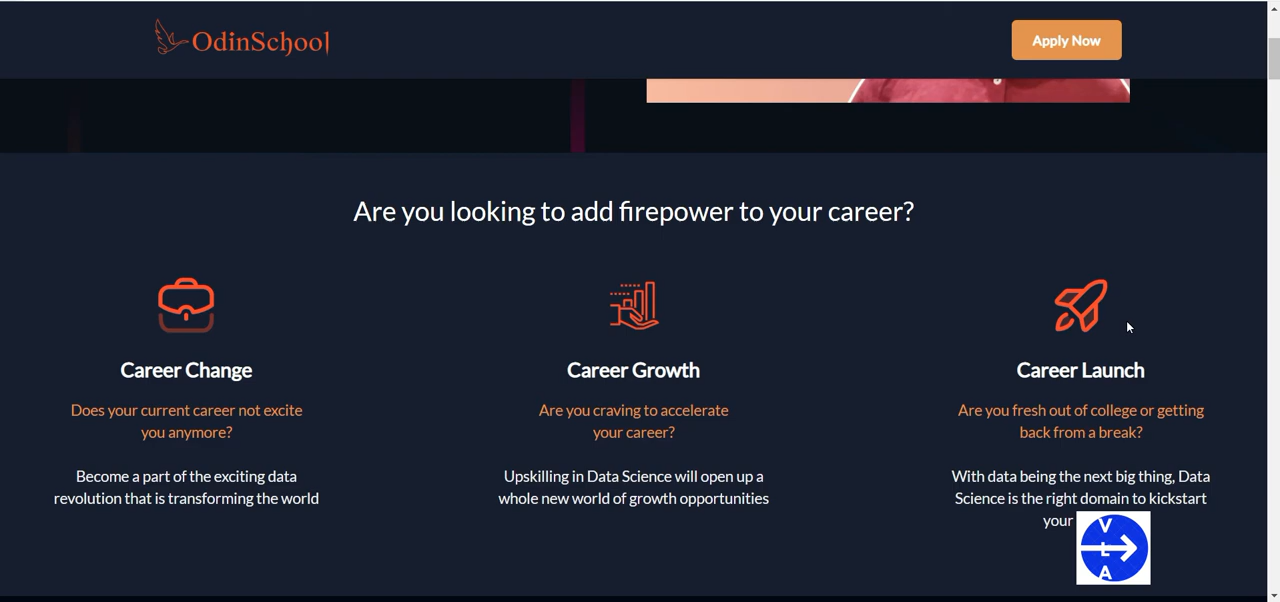 OdinSchool
Apply Now
Are you looking to add firepower to your career?
Career Change
Does your current career not excite
you anymore?
Become a part of the exciting data
revolution that is transforming the world
Career Growth
Are you craving to accelerate
your career?
Upskilling in Data Science will open up a
whole new world of growth opportunities
Career Launch
Are you fresh out of college or getting
back from a break?
With data being the next big thing, Data
Science is the right domain to kickstart
your
V
L
A